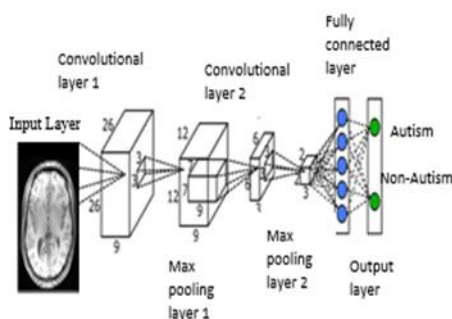 Fully
connected
layer
Convolutional
layer 1
Convolutional
layer 2
Input Layer
Autism
Non-Autism
26
26
9
3
3
12
12
7
9
9
6
6
2
3
Max
pooling
layer 1
Max
pooling
layer 2
Output
layer